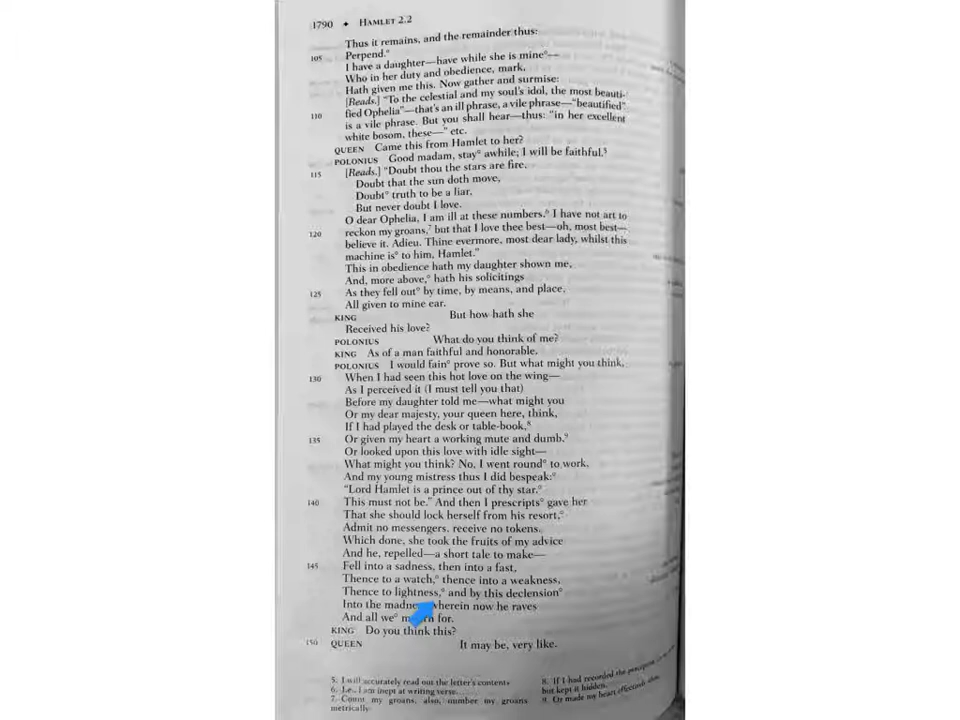 1790 ✦ HAMLET 2.2
Thus it remains, and the remainder thus:
105 Perpend.°
I have a daughter—have while she is mine°—
Who in her duty and obedience, mark,
Hath given me this. Now gather and surmise:
[Reads.] "To the celestial and my soul's idol, the most beauti-
110 fied Ophelia"—that's an ill phrase, a vile phrase—"beautified"
is a vile phrase. But you shall hear—thus: "in her excellent
white bosom, these—" etc.
QUEEN Came this from Hamlet to her?
POLONIUS Good madam, stay° awhile; I will be faithful.⁵
115 [Reads.] "Doubt thou the stars are fire,
Doubt that the sun doth move,
Doubt° truth to be a liar,
But never doubt I love.
O dear Ophelia, I am ill at these numbers.⁶ I have not art to
120 reckon my groans,⁷ but that I love thee best—oh, most best—
believe it. Adieu. Thine evermore, most dear lady, whilst this
machine is° to him, Hamlet."
This in obedience hath my daughter shown me,
And, more above,° hath his solicitings
125 As they fell out° by time, by means, and place,
All given to mine ear.
KING But how hath she
Received his love?
POLONIUS What do you think of me?
KING As of a man faithful and honorable.
POLONIUS I would fain° prove so. But what might you think,
130 When I had seen this hot love on the wing—
As I perceived it (I must tell you that)
Before my daughter told me—what might you
Or my dear majesty, your queen here, think,
If I had played the desk or table-book,⁸
135 Or given my heart a working mute and dumb,⁹
Or looked upon this love with idle sight—
What might you think? No, I went round° to work,
And my young mistress thus I did bespeak:°
"Lord Hamlet is a prince out of thy star.°
140 This must not be." And then I prescripts° gave her
That she should lock herself from his resort,°
Admit no messengers, receive no tokens.
Which done, she took the fruits of my advice
And he, repelled—a short tale to make—
145 Fell into a sadness, then into a fast,
Thence to a watch,° thence into a weakness,
Thence to lightness,° and by this declension°
Into the wherein now he raves
And all we° for.
KING Do you think this?
150 QUEEN It may be, very like.
5. I will accurately read out the letter's contents
6. I.e., I am inept at writing verse.
7. Count my groans, also, number my groans
metrically.
8. If I had recorded the
but kept it hidden.
9. Or made my heart